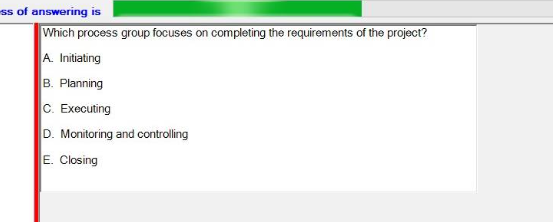 ss of answering is
Which process group focuses on completing the requirements of the project?
A. Initiating
B. Planning
C. Executing
D. Monitoring and controlling
E. Closing